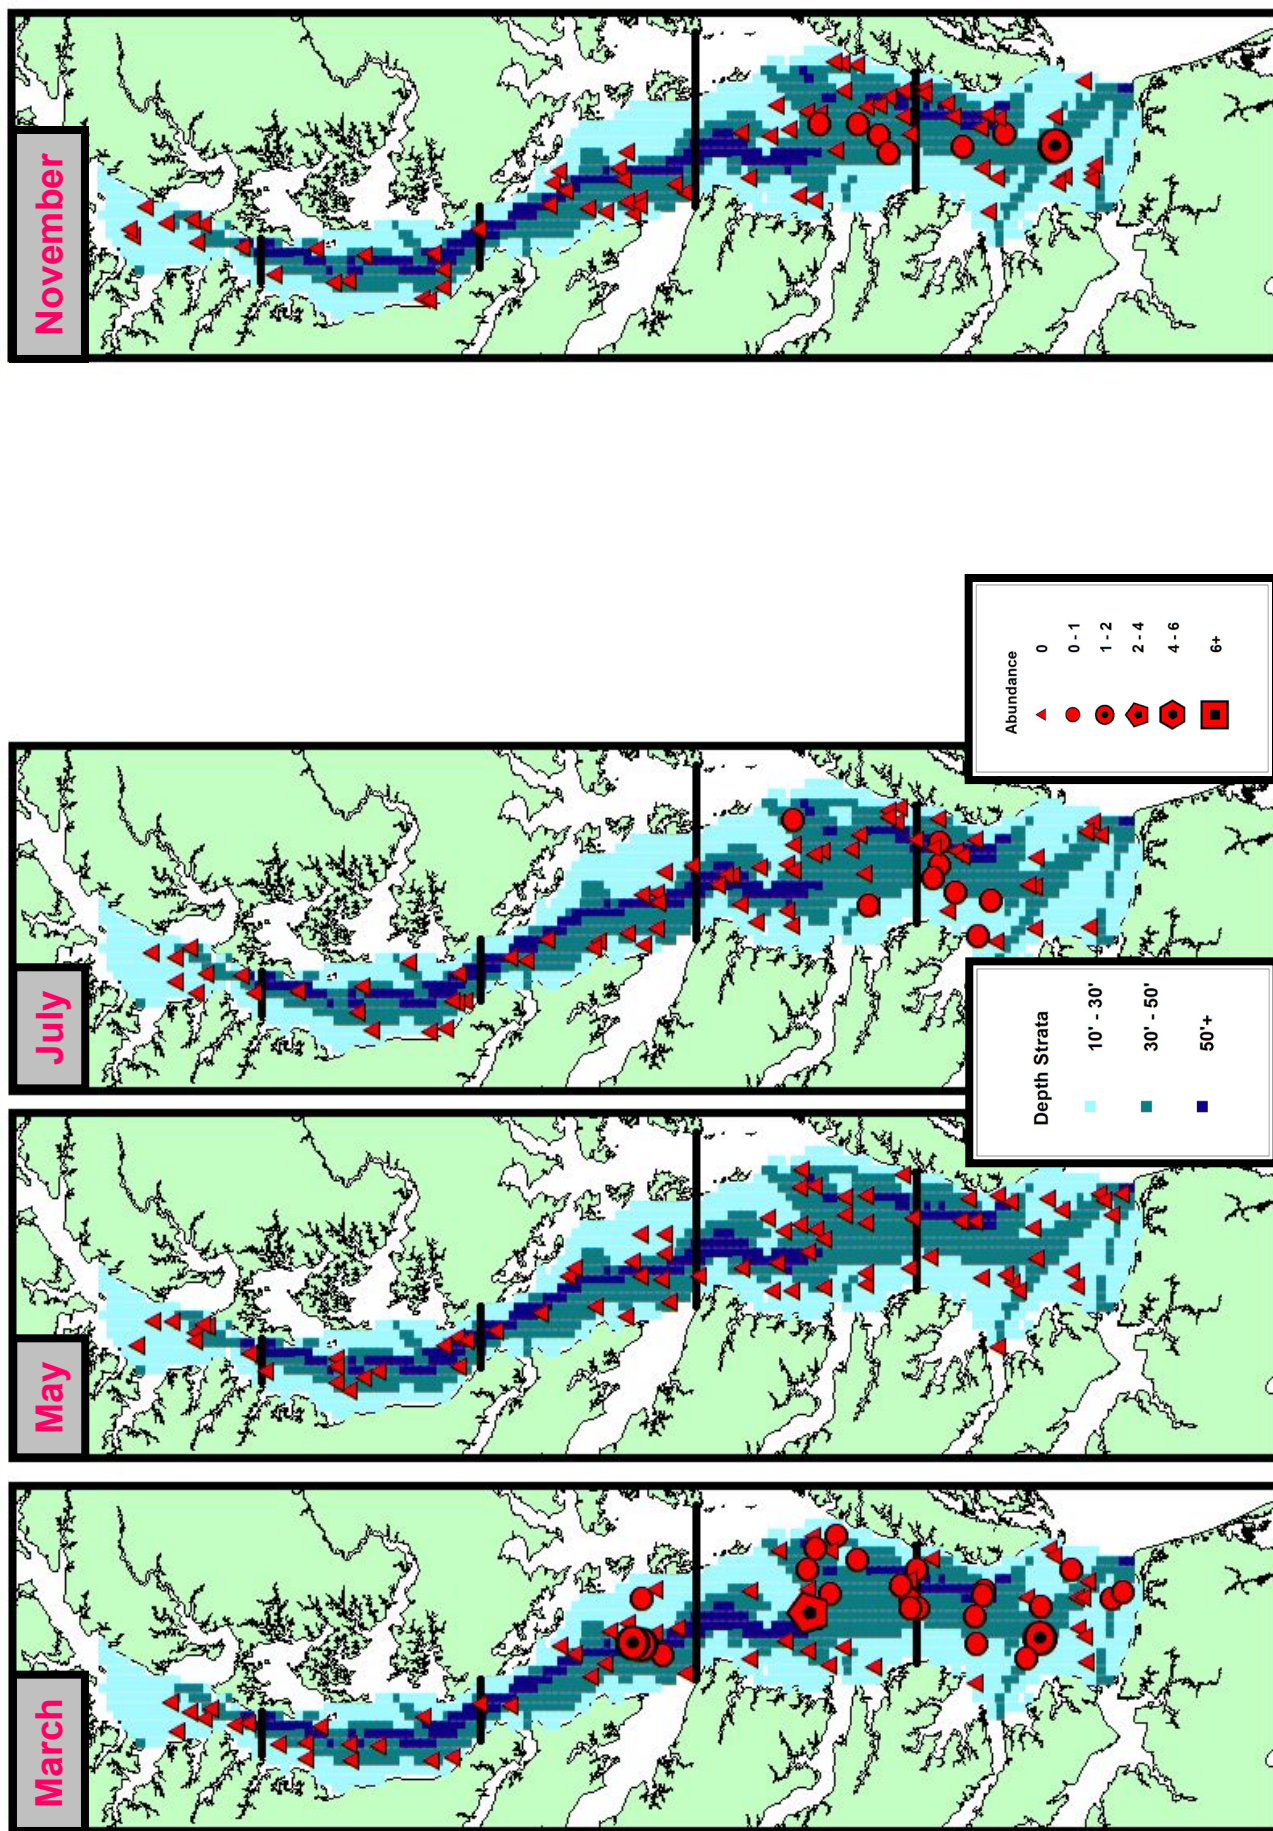 March
May
July
November
Depth Strata
10' - 30'
30' - 50'
50'+
Abundance
0
0 - 1
1 - 2
2 - 4
4 - 6
6+